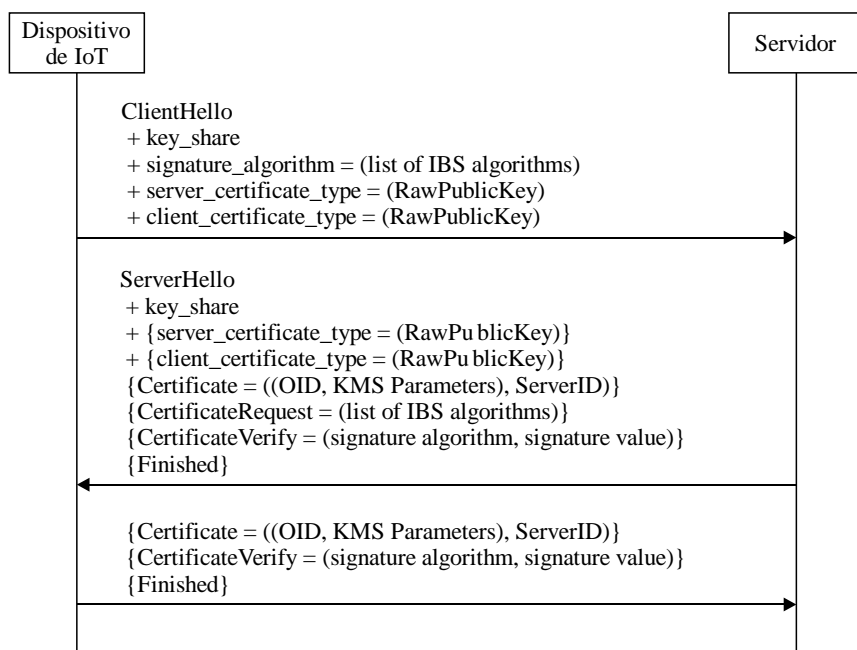 Dispositivo
de IoT
Servidor
ClientHello
+ key_share
+ signature_algorithm = (list of IBS algorithms)
+ server_certificate_type = (RawPublicKey)
+ client_certificate_type = (RawPublicKey)
ServerHello
+ key_share
+ {server_certificate_type = (RawPu blicKey)}
+ {client_certificate_type = (RawPu blicKey)}
{Certificate = ((OID, KMS Parameters), ServerID)}
{CertificateRequest = (list of IBS algorithms)}
{CertificateVerify = (signature algorithm, signature value)}
{Finished}
{Certificate = ((OID, KMS Parameters), ServerID)}
{CertificateVerify = (signature algorithm, signature value)}
{Finished}